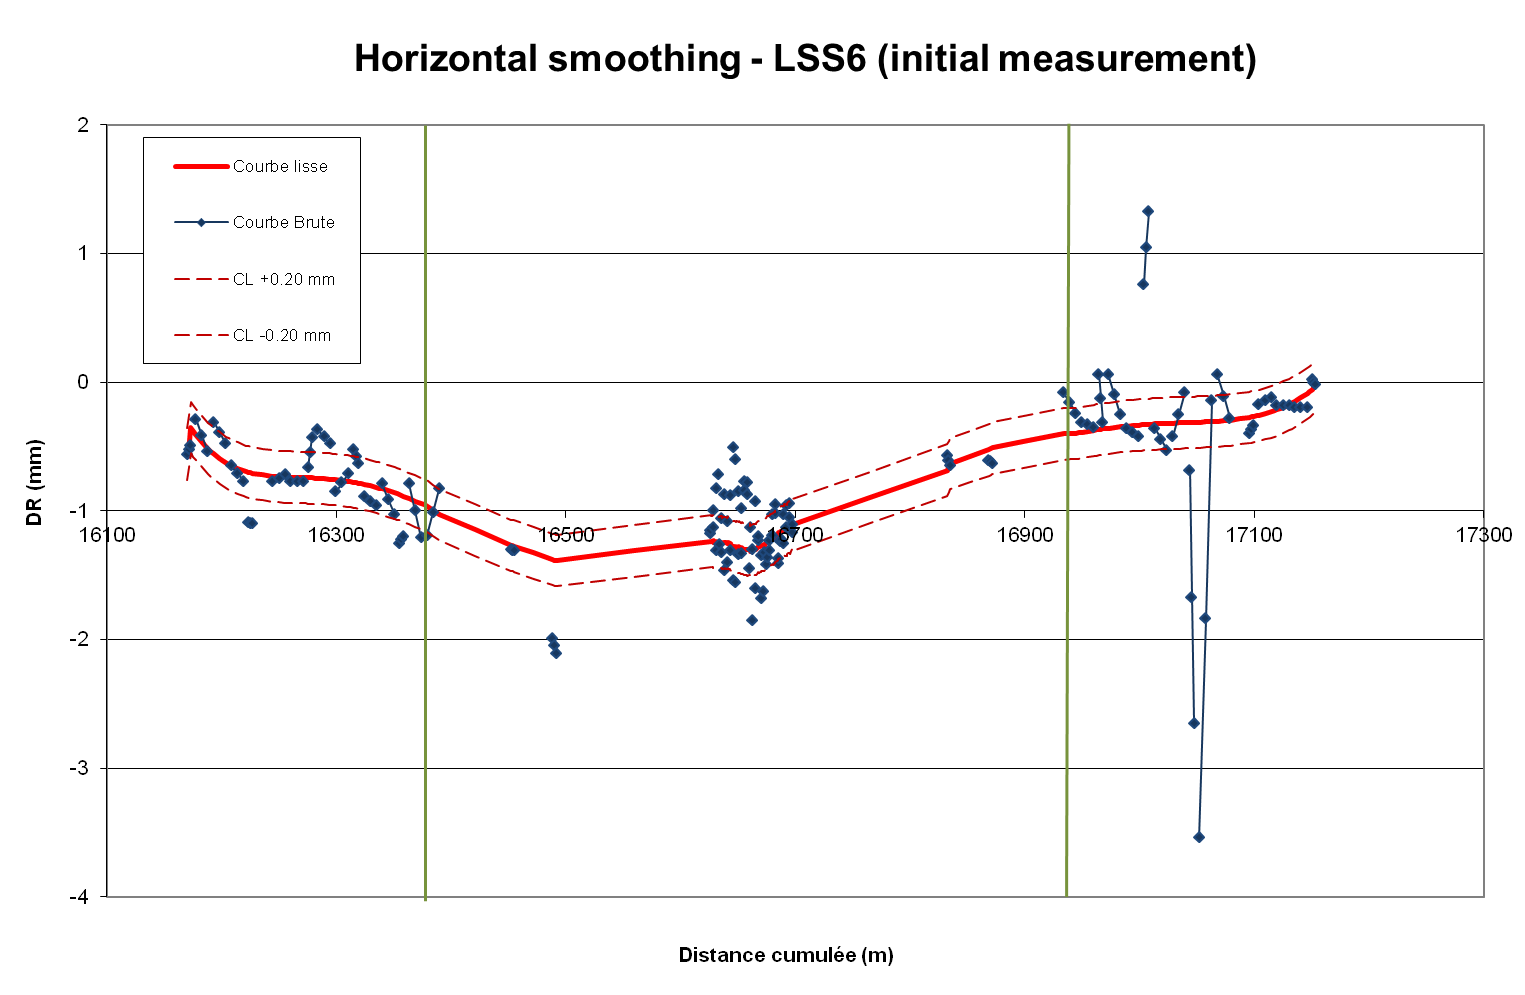 Horizontal smoothing - LSS6 (initial measurement)
2
Courbe lisse
Courbe Brute
1
CL +0.20 mm
CL -0.20 mm
0
DR (mm)
-1
16100
16300
16500
16700
16900
17100
17300
-2
-3
-4
Distance cumulée (m)